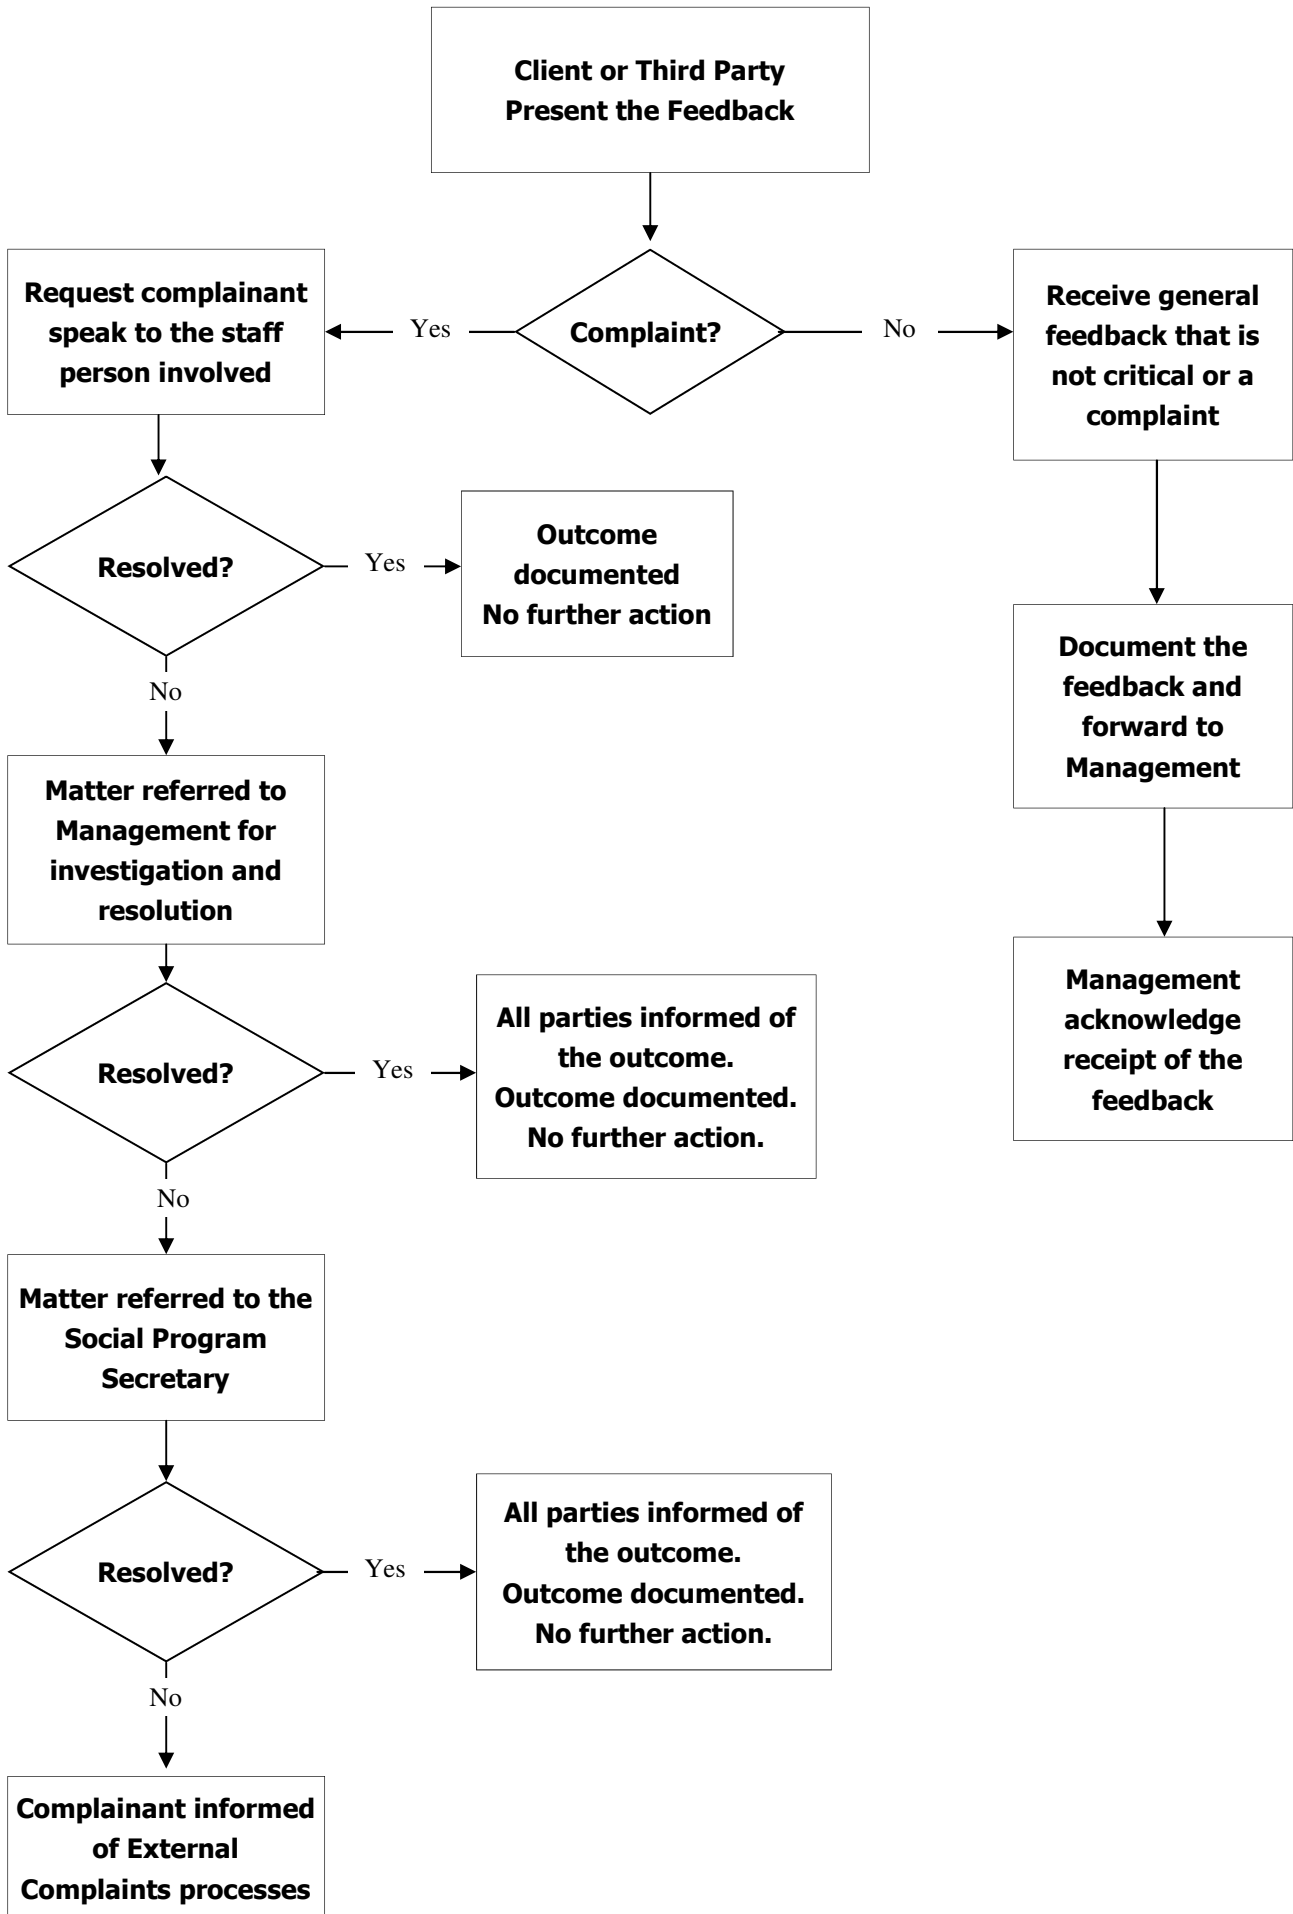 Client or Third Party
Present the Feedback
Request complainant
speak to the staff
person involved
Yes
Complaint?
No
Receive general
feedback that is
not critical or a
complaint
Resolved?
Yes
Outcome
documented
No further action
No
Document the
feedback and
forward to
Management
Matter referred to
Management for
investigation and
resolution
Management
acknowledge
receipt of the
feedback
Resolved?
Yes
All parties informed of
the outcome.
Outcome documented.
No further action.
No
Matter referred to the
Social Program
Secretary
Resolved?
Yes
All parties informed of
the outcome.
Outcome documented.
No further action.
No
Complainant informed
of External
Complaints processes